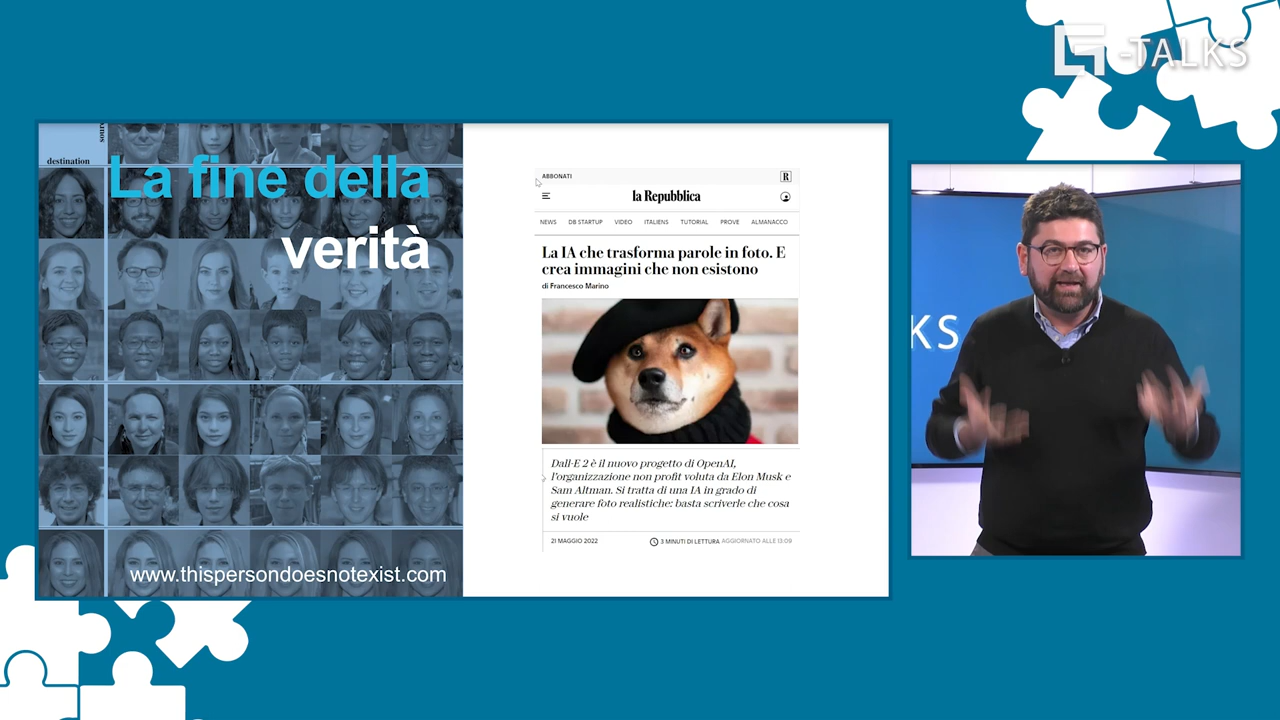 -TALKS
source
destination
La fine della
verità
www.thispersondoesnotexist.com
ABBONATI
R
la Repubblica
NEWS DB STARTUP VIDEO ITALIENS TUTORIAL PROVE ALMANACCO
La IA che trasforma parole in foto. E
crea immagini che non esistono
di Francesco Marino
Dall-E 2 è il nuovo progetto di OpenAI,
l'organizzazione non profit voluta da Elon Musk e
Sam Altman. Si tratta di una IA in grado di
generare foto realistiche: basta scriverle che cosa
si vuole
21 MAGGIO 2022
3 MINUTI DI LETTURA AGGIORNATO ALLE 13:09
KS